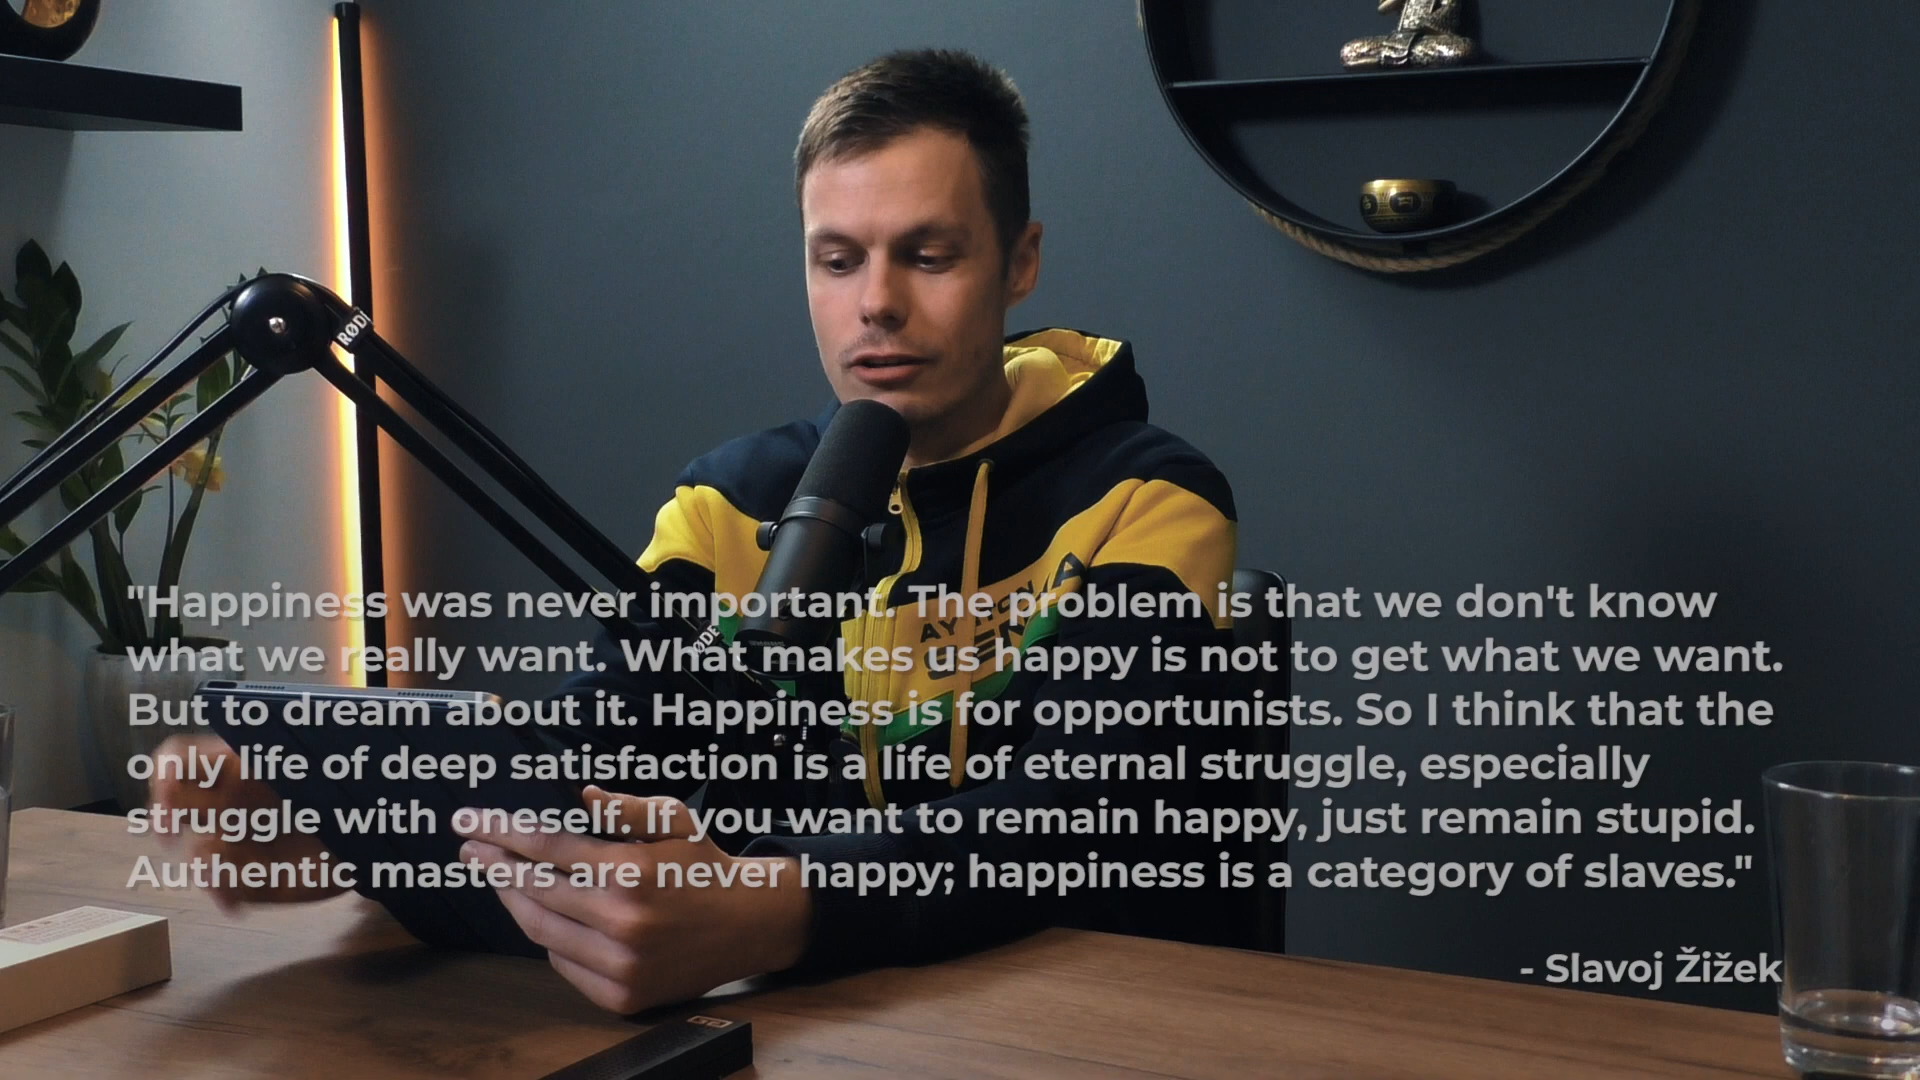 RØDE
"Happiness was never important. The problem is that we don't know
what we really want. What makes us happy is not to get what we want.
But to dream about it. Happiness is for opportunists. So I think that the
only life of deep satisfaction is a life of eternal struggle, especially
struggle with oneself. If you want to remain happy, just remain stupid.
Authentic masters are never happy; happiness is a category of slaves."
- Slavoj Žižek